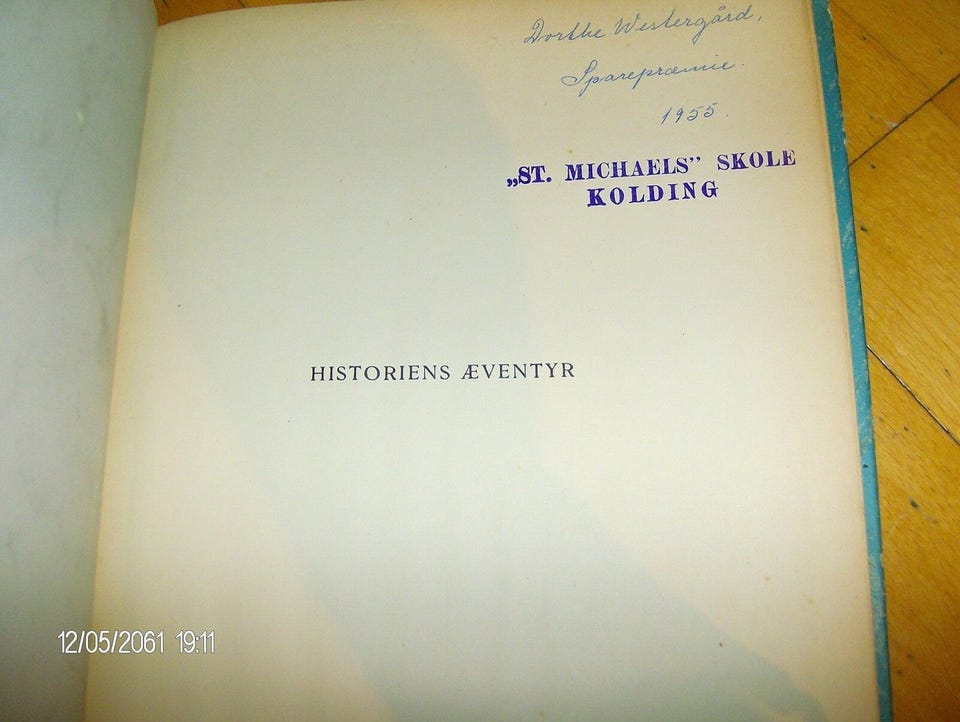 Dorthe Westergård,
Sparepræmie.
1955.
„ST. MICHAELS” SKOLE
KOLDING
HISTORIENS ÆVENTYR
12/05/2061 19:11